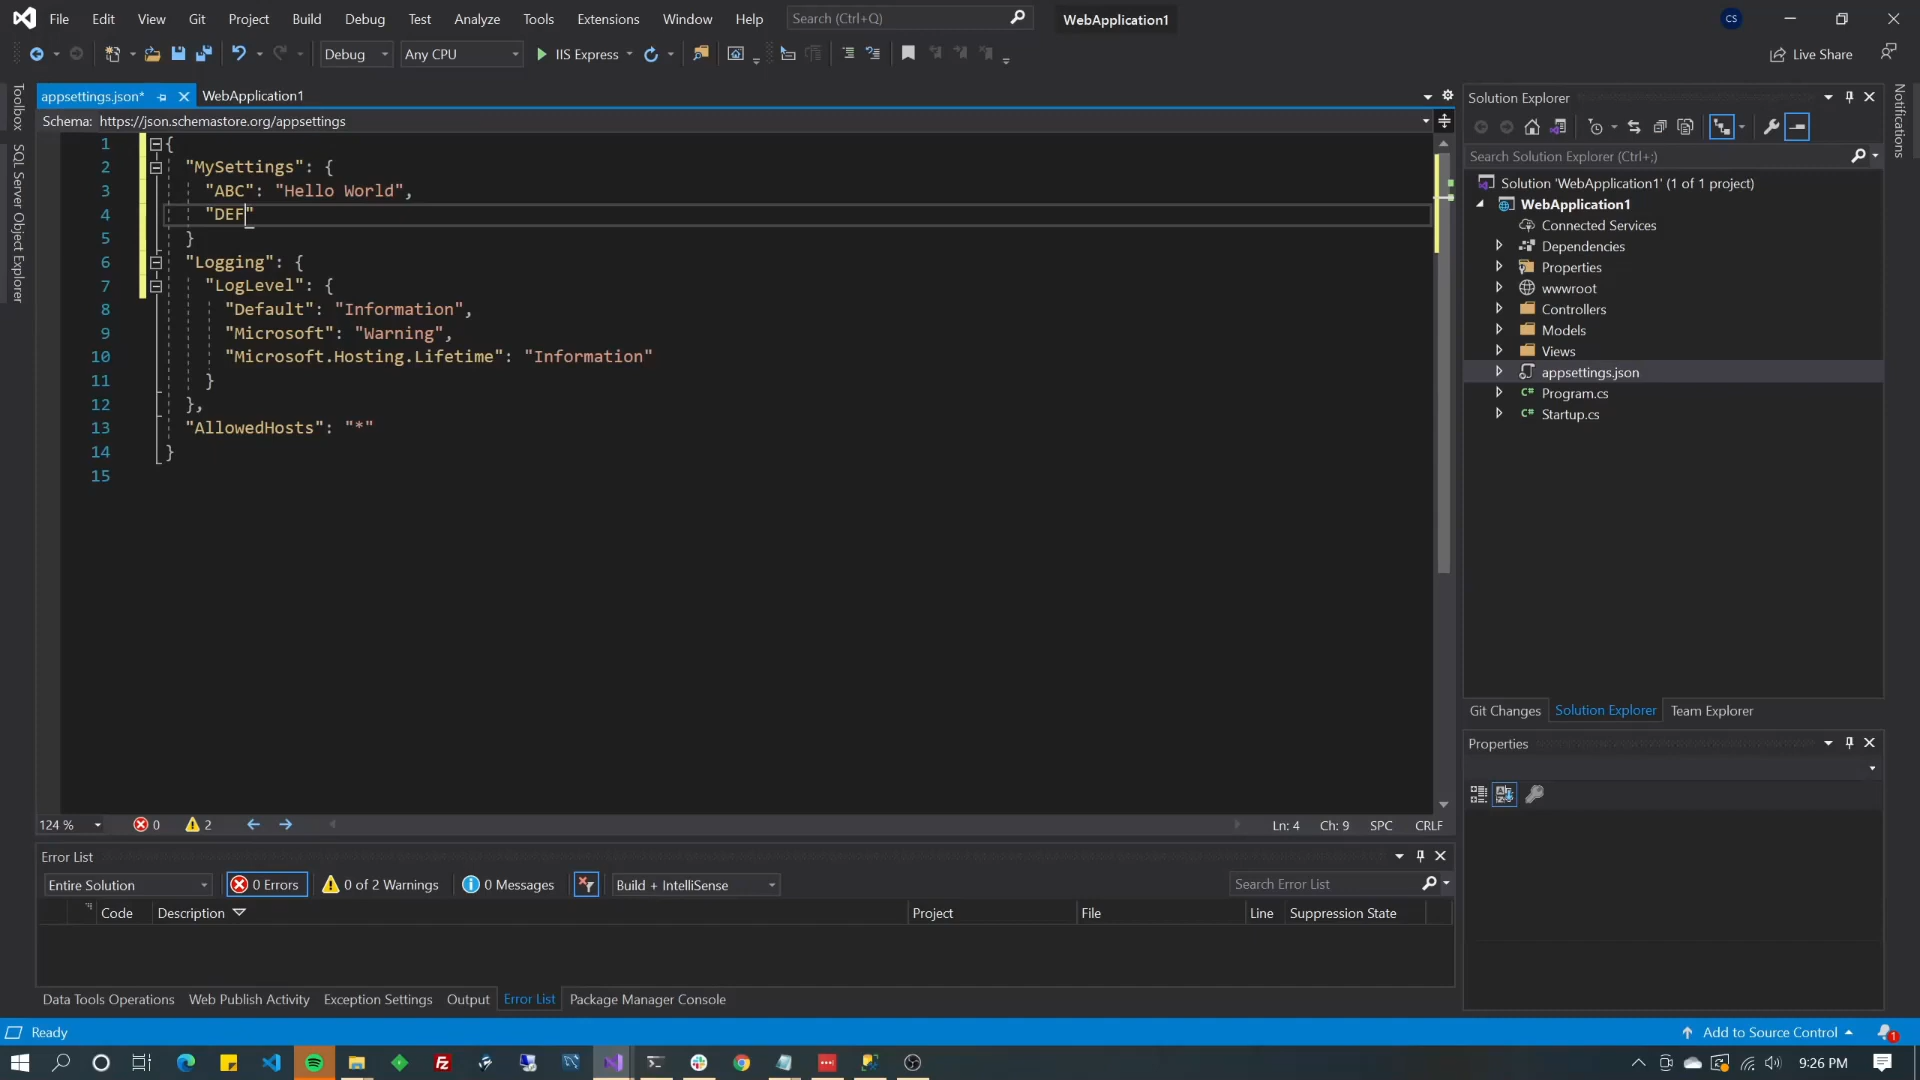 File Edit View Git Project Build Debug Test Analyze Tools Extensions Window Help Search (Ctrl+Q) WebApplication1 CS
Debug Any CPU IIS Express Live Share
appsettings.json* WebApplication1
Schema: https://json.schemastore.org/appsettings
1 {
2 "MySettings": {
3 "ABC": "Hello World",
4 "DEF"
5 }
6 "Logging": {
7 "LogLevel": {
8 "Default": "Information",
9 "Microsoft": "Warning",
10 "Microsoft.Hosting.Lifetime": "Information"
11 }
12 },
13 "AllowedHosts": "*"
14 }
15
124 % 0 2 Ln: 4 Ch: 9 SPC CRLF
Toolbox
SQL Server Object Explorer
Solution Explorer
Search Solution Explorer (Ctrl+;)
Solution 'WebApplication1' (1 of 1 project)
WebApplication1
Connected Services
Dependencies
Properties
wwwroot
Controllers
Models
Views
appsettings.json
C# Program.cs
C# Startup.cs
Git Changes Solution Explorer Team Explorer
Properties
Notifications
Error List
Entire Solution 0 Errors 0 of 2 Warnings 0 Messages Build + IntelliSense Search Error List
Code Description Project File Line Suppression State
Data Tools Operations Web Publish Activity Exception Settings Output Error List Package Manager Console
Ready Add to Source Control 1
9:26 PM